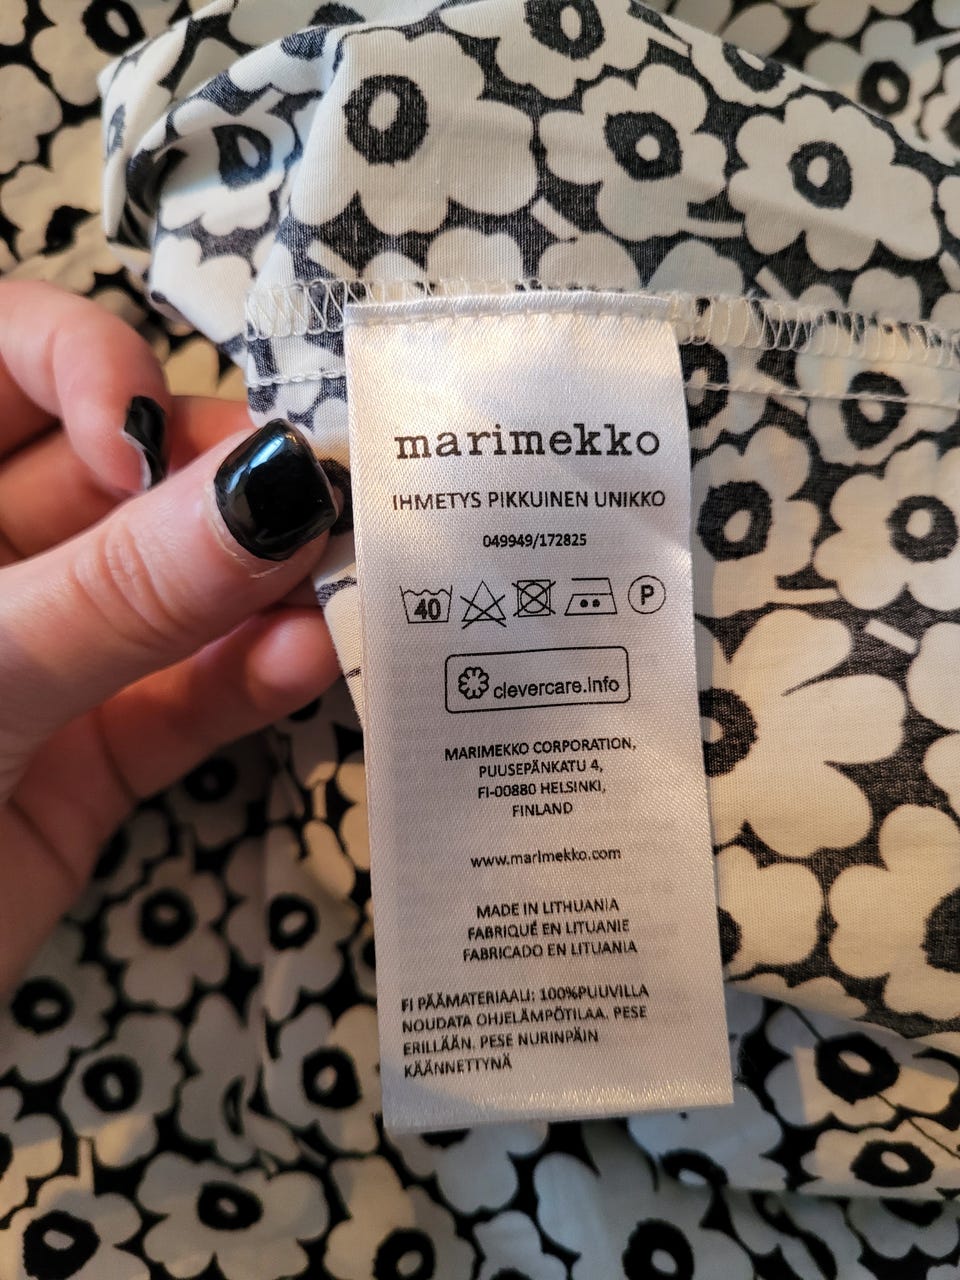 marimekko
IHMETYS PIKKUINEN UNIKKO
049949/172825
40 P
clevercare.info
MARIMEKKO CORPORATION,
PUUSEPÄNKATU 4,
FI-00880 HELSINKI,
FINLAND
www.marimekko.com
MADE IN LITHUANIA
FABRIQUÉ EN LITUANIE
FABRICADO EN LITUANIA
FI PÄÄMATERIAALI: 100%PUUVILLA
NOUDATA OHJELÄMPÖTILAA. PESE
ERILLÄÄN. PESE NURINPÄIN
KÄÄNNETTYNÄ